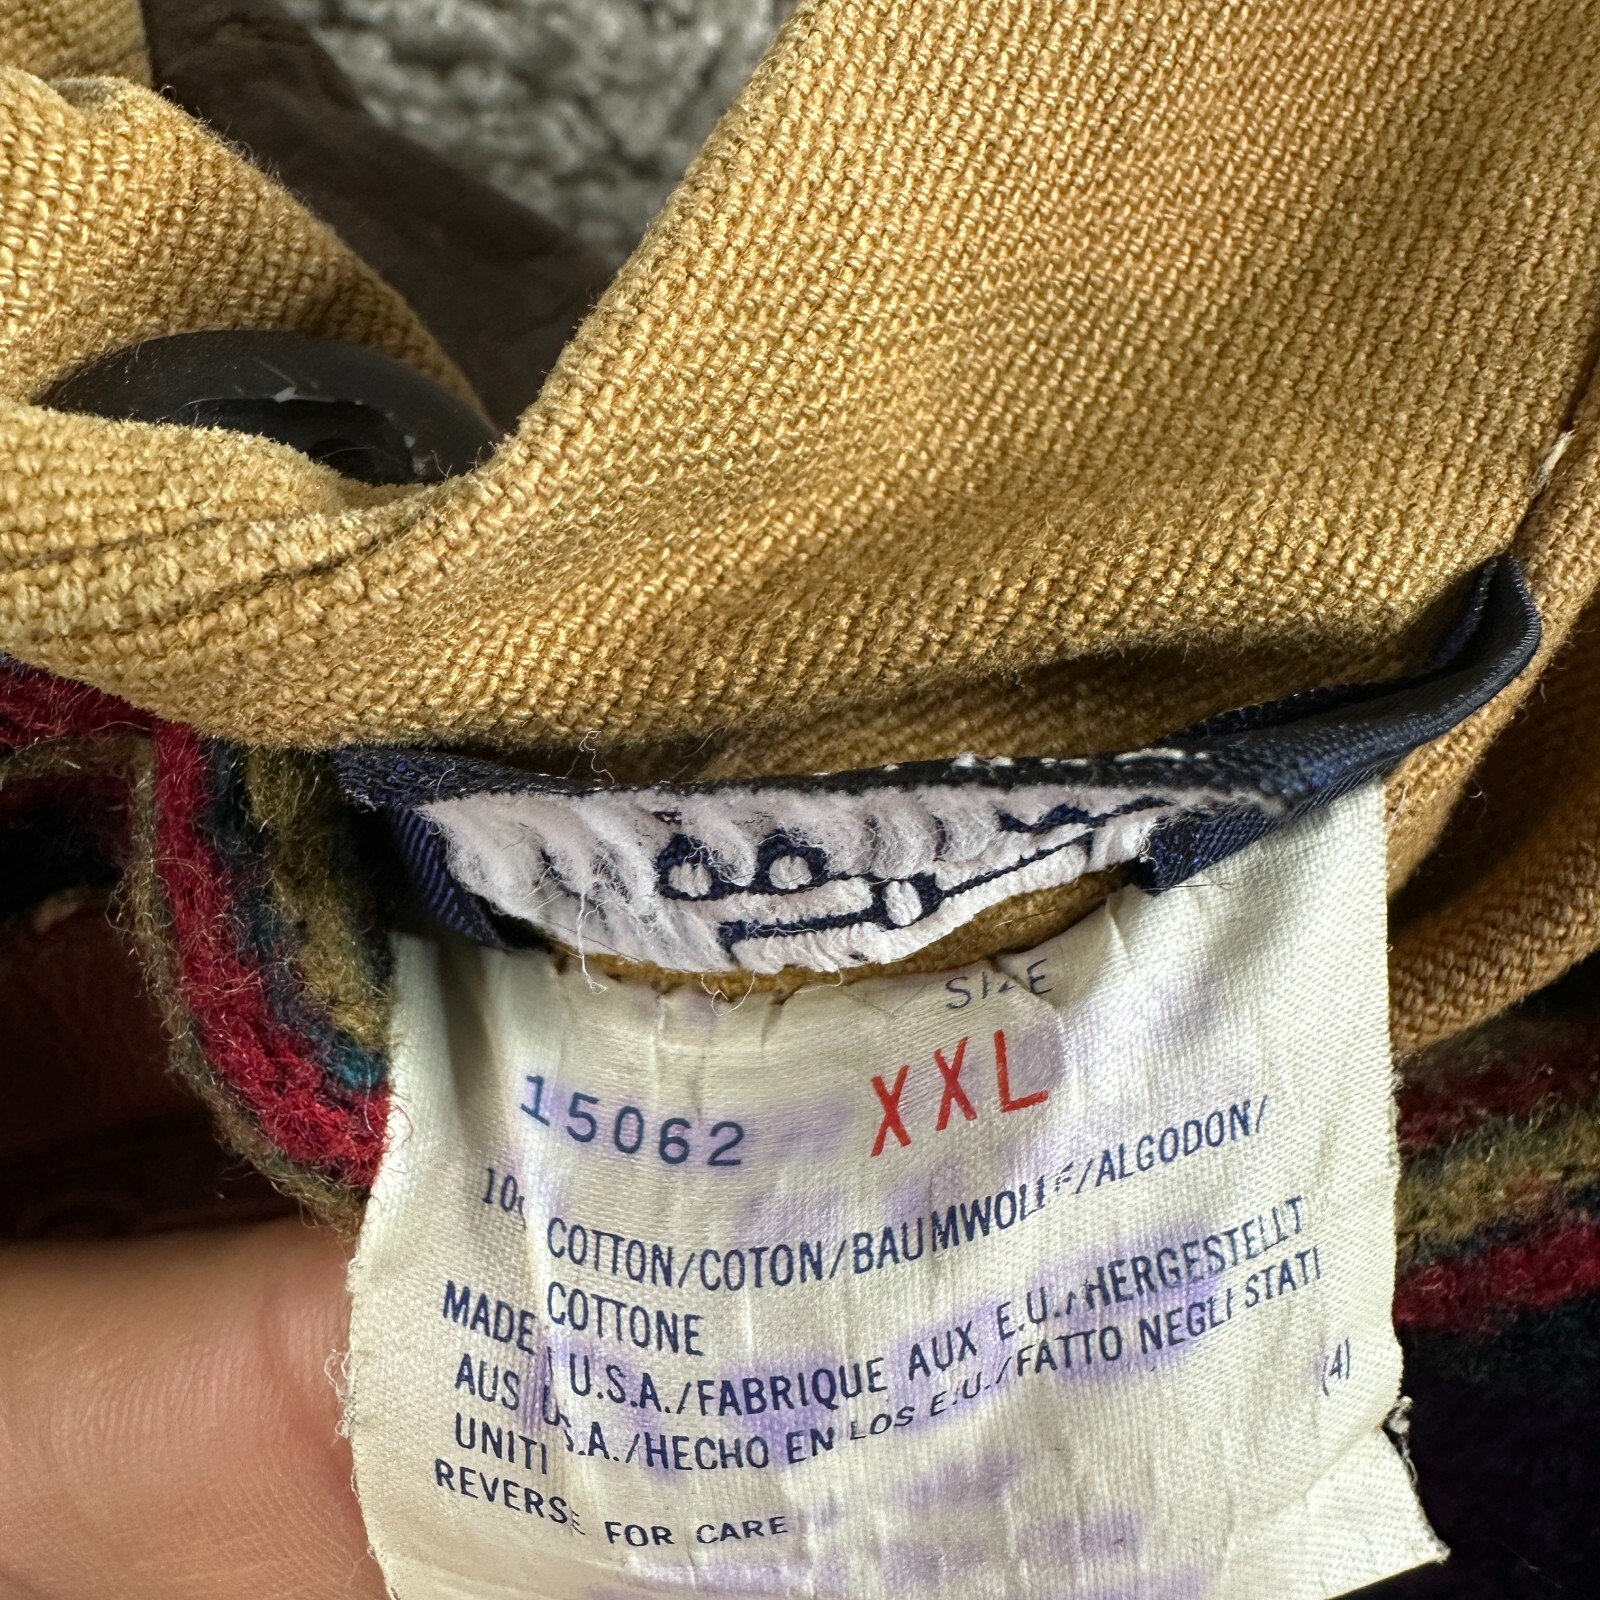 SIZE
15062 XXL
COTTON/COTON/BAUMWOLLE/ALGODON/
COTTONE
MADE U.S.A./FABRIQUE AUX E.U./HERGESTELLT
AUS U.S.A./HECHO EN LOS E.U./FATTO NEGLI STATI
UNITI (4)
REVERSE FOR CARE